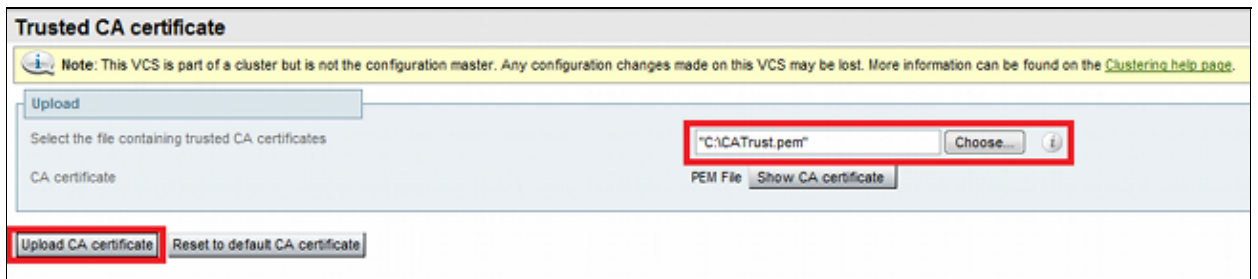 Trusted CA certificate
Note: This VCS is part of a cluster but is not the configuration master. Any configuration changes made on this VCS may be lost. More information can be found on the Clustering help page.
Upload
Select the file containing trusted CA certificates "C:\CATrust.pem" Choose... i
CA certificate PEM File Show CA certificate
Upload CA certificate Reset to default CA certificate